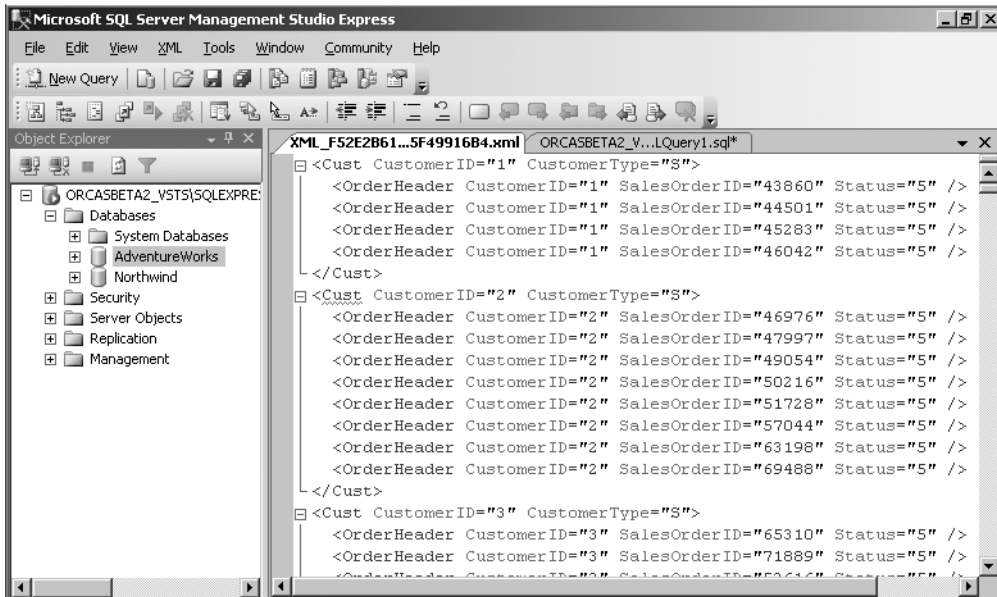 Microsoft SQL Server Management Studio Express
File Edit View XML Tools Window Community Help
New Query
Object Explorer
XML_F52E2B61...5F49916B4.xml ORCASBETA2_V...LQuery1.sql*
ORCASBETA2_VSTS\SQLEXPRE
Databases
System Databases
AdventureWorks
Northwind
Security
Server Objects
Replication
Management
<Cust CustomerID="1" CustomerType="S">
<OrderHeader CustomerID="1" SalesOrderID="43860" Status="5" />
<OrderHeader CustomerID="1" SalesOrderID="44501" Status="5" />
<OrderHeader CustomerID="1" SalesOrderID="45283" Status="5" />
<OrderHeader CustomerID="1" SalesOrderID="46042" Status="5" />
</Cust>
<Cust CustomerID="2" CustomerType="S">
<OrderHeader CustomerID="2" SalesOrderID="46976" Status="5" />
<OrderHeader CustomerID="2" SalesOrderID="47997" Status="5" />
<OrderHeader CustomerID="2" SalesOrderID="49054" Status="5" />
<OrderHeader CustomerID="2" SalesOrderID="50216" Status="5" />
<OrderHeader CustomerID="2" SalesOrderID="51728" Status="5" />
<OrderHeader CustomerID="2" SalesOrderID="57044" Status="5" />
<OrderHeader CustomerID="2" SalesOrderID="63198" Status="5" />
<OrderHeader CustomerID="2" SalesOrderID="69488" Status="5" />
</Cust>
<Cust CustomerID="3" CustomerType="S">
<OrderHeader CustomerID="3" SalesOrderID="65310" Status="5" />
<OrderHeader CustomerID="3" SalesOrderID="71889" Status="5" />